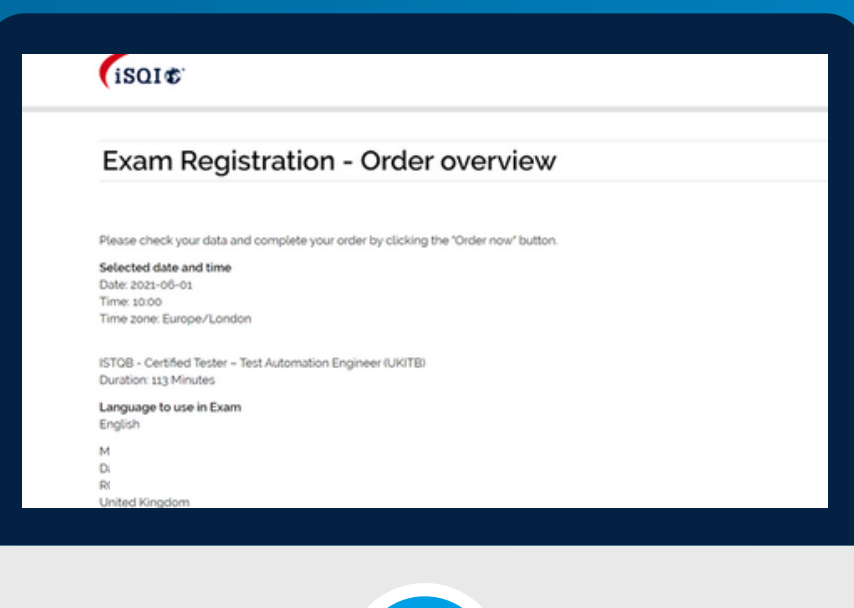 iSQI
Exam Registration - Order overview
Please check your data and complete your order by clicking the "Order now" button.
Selected date and time
Date: 2021-06-01
Time: 10:00
Time zone: Europe/London
ISTQB - Certified Tester – Test Automation Engineer (UKITB)
Duration: 113 Minutes
Language to use in Exam
English
M
United Kingdom